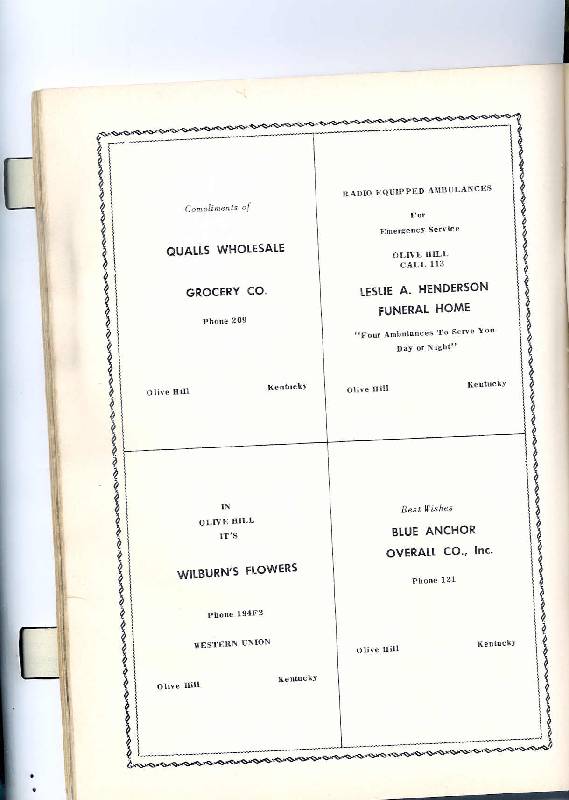 Compliments of
QUALLS WHOLESALE
GROCERY CO.
Phone 209
Olive Hill Kentucky
RADIO EQUIPPED AMBULANCES
For
Emergency Service
OLIVE HILL
CALL 113
LESLIE A. HENDERSON
FUNERAL HOME
"Four Ambulances To Serve You
Day or Night"
Olive Hill Kentucky
IN
OLIVE HILL
IT'S
WILBURN'S FLOWERS
Phone 194F2
WESTERN UNION
Olive Hill Kentucky
Best Wishes
BLUE ANCHOR
OVERALL CO., Inc.
Phone 121
Olive Hill Kentucky